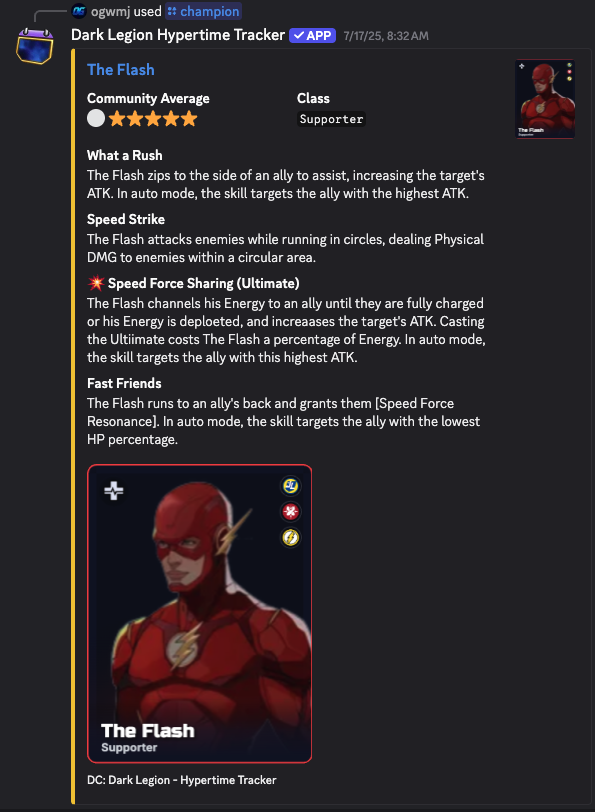 ogwmj used champion
Dark Legion Hypertime Tracker ✓ APP 7/17/25, 8:32 AM
The Flash
Community Average
Class
Supporter
What a Rush
The Flash zips to the side of an ally to assist, increasing the target's
ATK. In auto mode, the skill targets the ally with the highest ATK.
Speed Strike
The Flash attacks enemies while running in circles, dealing Physical
DMG to enemies within a circular area.
Speed Force Sharing (Ultimate)
The Flash channels his Energy to an ally until they are fully charged
or his Energy is deploeted, and increaases the target's ATK. Casting
the Ultiimate costs The Flash a percentage of Energy. In auto mode,
the skill targets the ally with this highest ATK.
Fast Friends
The Flash runs to an ally's back and grants them [Speed Force
Resonance]. In auto mode, the skill targets the ally with the lowest
HP percentage.
The Flash
Supporter
The Flash
Supporter
DC: Dark Legion - Hypertime Tracker